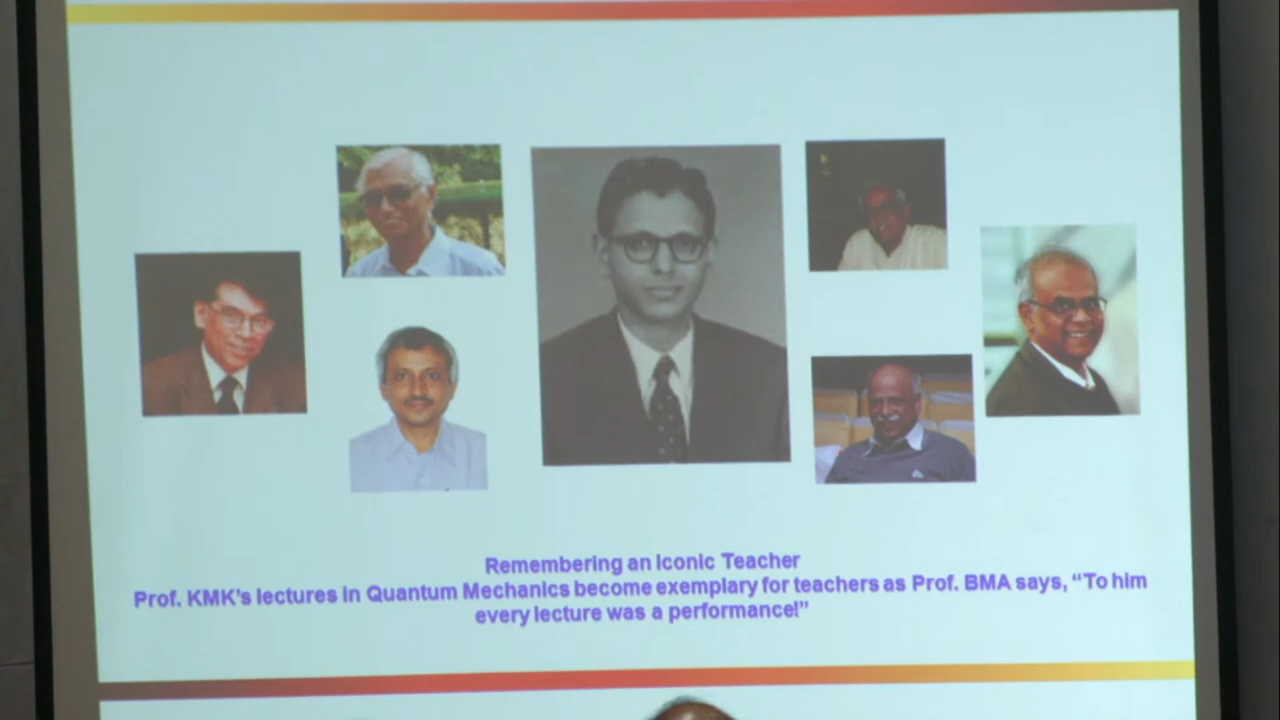 Remembering an Iconic Teacher
Prof. KMK's lectures in Quantum Mechanics become exemplary for teachers as Prof. BMA says, “To him
every lecture was a performance!”